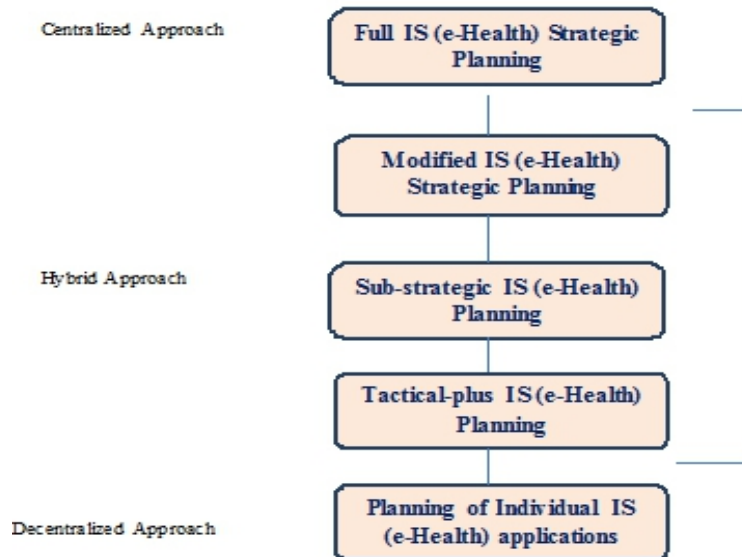 Centralized Approach
Full IS (e-Health) Strategic
Planning
Modified IS (e-Health)
Strategic Planning
Hybrid Approach
Sub-strategic IS (e-Health)
Planning
Tactical-plus IS (e-Health)
Planning
Decentralized Approach
Planning of Individual IS
(e-Health) applications